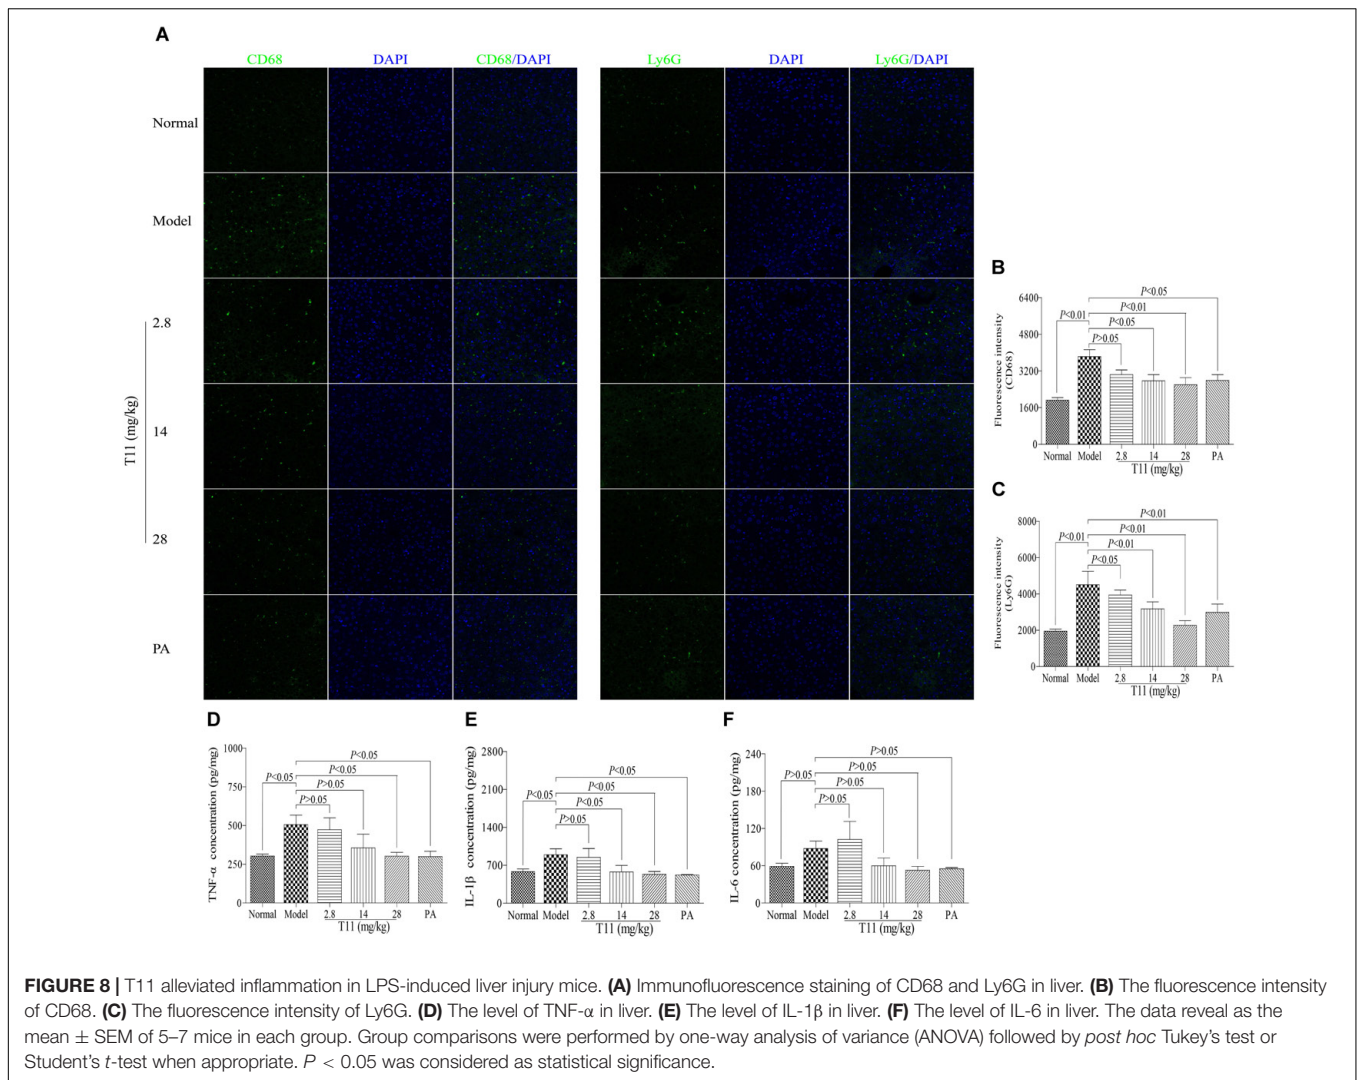 A
CD68 DAPI CD68/DAPI Ly6G DAPI Ly6G/DAPI
Normal
Model
2.8
T11 (mg/kg)
14
28
PA
B
Fluorescence intensity
(CD68)
6400
4800
3200
1600
0
P<0.05
P<0.01
P<0.01
P<0.05
P>0.05
Normal Model 2.8 14 28 PA
T11 (mg/kg)
C
Fluorescence intensity
(Ly6G)
8000
6000
4000
2000
0
P<0.01
P<0.01
P<0.01
P<0.01
P<0.05
Normal Model 2.8 14 28 PA
T11 (mg/kg)
D
TNF-α concentration (pg/mg)
1000
750
500
250
0
P<0.05
P<0.05
P<0.05
P>0.05
P>0.05
Normal Model 2.8 14 28 PA
T11 (mg/kg)
E
IL-1β concentration (pg/mg)
2800
2100
1400
700
0
P<0.05
P<0.05
P<0.05
P<0.05
P>0.05
Normal Model 2.8 14 28 PA
T11 (mg/kg)
F
IL-6 concentration (pg/mg)
240
180
120
60
0
P>0.05
P>0.05
P>0.05
P>0.05
P>0.05
Normal Model 2.8 14 28 PA
T11 (mg/kg)
FIGURE 8 | T11 alleviated inflammation in LPS-induced liver injury mice. (A) Immunofluorescence staining of CD68 and Ly6G in liver. (B) The fluorescence intensity
of CD68. (C) The fluorescence intensity of Ly6G. (D) The level of TNF-α in liver. (E) The level of IL-1β in liver. (F) The level of IL-6 in liver. The data reveal as the
mean ± SEM of 5–7 mice in each group. Group comparisons were performed by one-way analysis of variance (ANOVA) followed by post hoc Tukey's test or
Student's t-test when appropriate. P < 0.05 was considered as statistical significance.